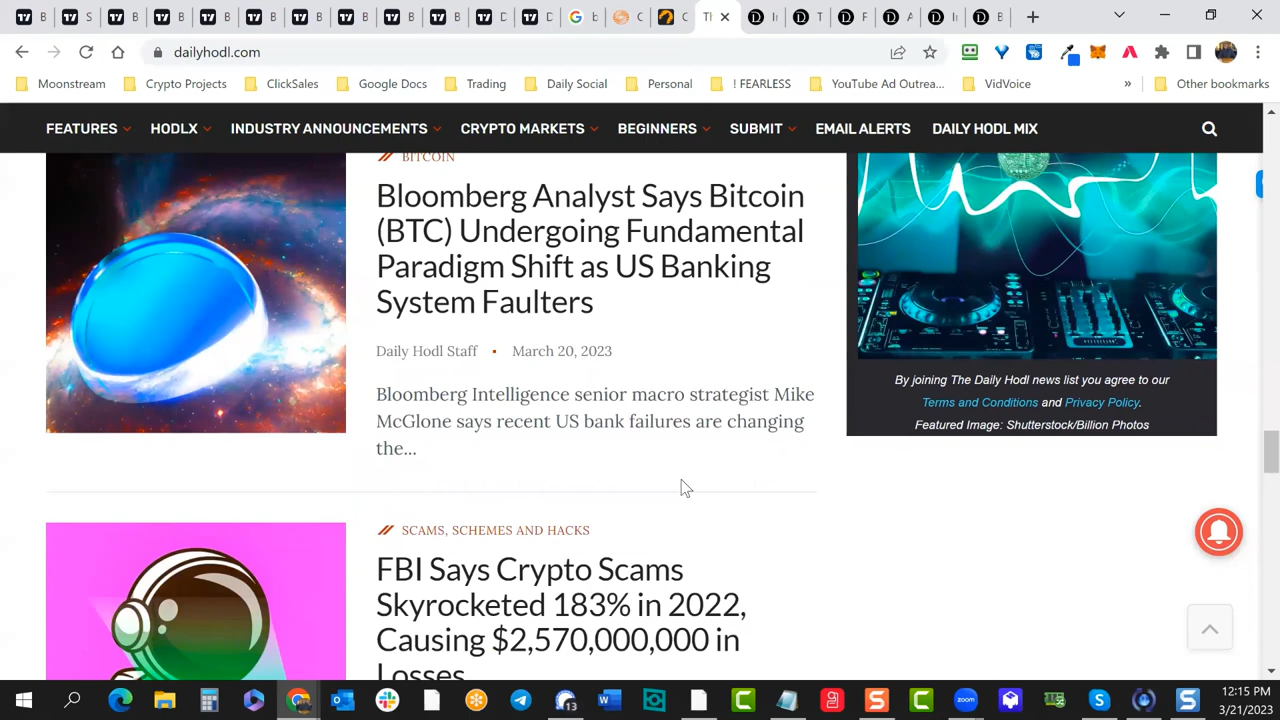 B
S
B
B
B
B
B
B
B
B
D
D
b
C
C
Th
In
T
F
A
In
B
dailyhodl.com
Moonstream
Crypto Projects
ClickSales
Google Docs
Trading
Daily Social
Personal
! FEARLESS
YouTube Ad Outrea...
VidVoice
»
Other bookmarks
FEATURES
HODLX
INDUSTRY ANNOUNCEMENTS
CRYPTO MARKETS
BEGINNERS
SUBMIT
EMAIL ALERTS
DAILY HODL MIX
BITCOIN
Bloomberg Analyst Says Bitcoin
(BTC) Undergoing Fundamental
Paradigm Shift as US Banking
System Faulters
Daily Hodl Staff ▪ March 20, 2023
Bloomberg Intelligence senior macro strategist Mike
McGlone says recent US bank failures are changing
the...
By joining The Daily Hodl news list you agree to our
Terms and Conditions and Privacy Policy.
Featured Image: Shutterstock/Billion Photos
SCAMS, SCHEMES AND HACKS
FBI Says Crypto Scams
Skyrocketed 183% in 2022,
Causing $2,570,000,000 in
Losses
13
12:15 PM
3/21/2023